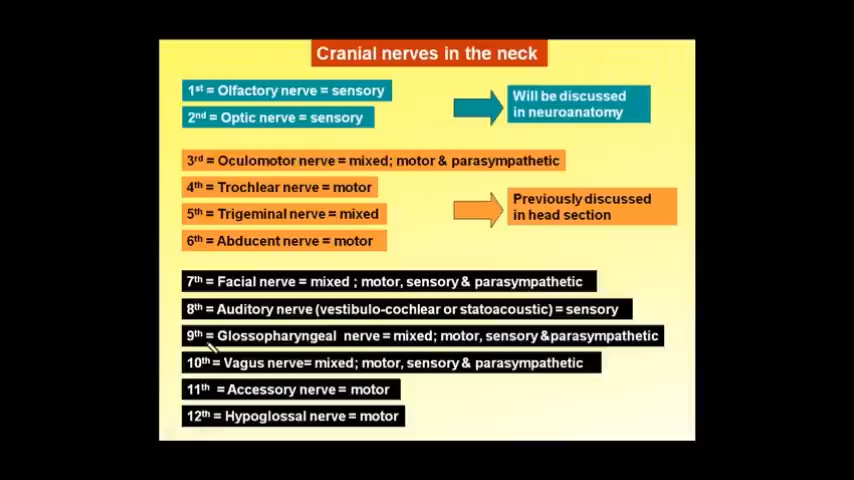 Cranial nerves in the neck
1st = Olfactory nerve = sensory
2nd = Optic nerve = sensory
Will be discussed
in neuroanatomy
3rd = Oculomotor nerve = mixed; motor & parasympathetic
4th = Trochlear nerve = motor
5th = Trigeminal nerve = mixed
6th = Abducent nerve = motor
Previously discussed
in head section
7th = Facial nerve = mixed ; motor, sensory & parasympathetic
8th = Auditory nerve (vestibulo-cochlear or statoacoustic) = sensory
9th = Glossopharyngeal nerve = mixed; motor, sensory &parasympathetic
10th = Vagus nerve= mixed; motor, sensory & parasympathetic
11th = Accessory nerve = motor
12th = Hypoglossal nerve = motor